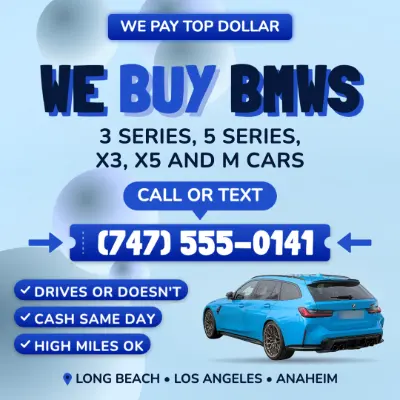 WE PAY TOP DOLLAR
WE BUY BMWS
3 SERIES, 5 SERIES,
X3, X5 AND M CARS
CALL OR TEXT
(747) 555-0141
DRIVES OR DOESN'T
CASH SAME DAY
HIGH MILES OK
LONG BEACH • LOS ANGELES • ANAHEIM